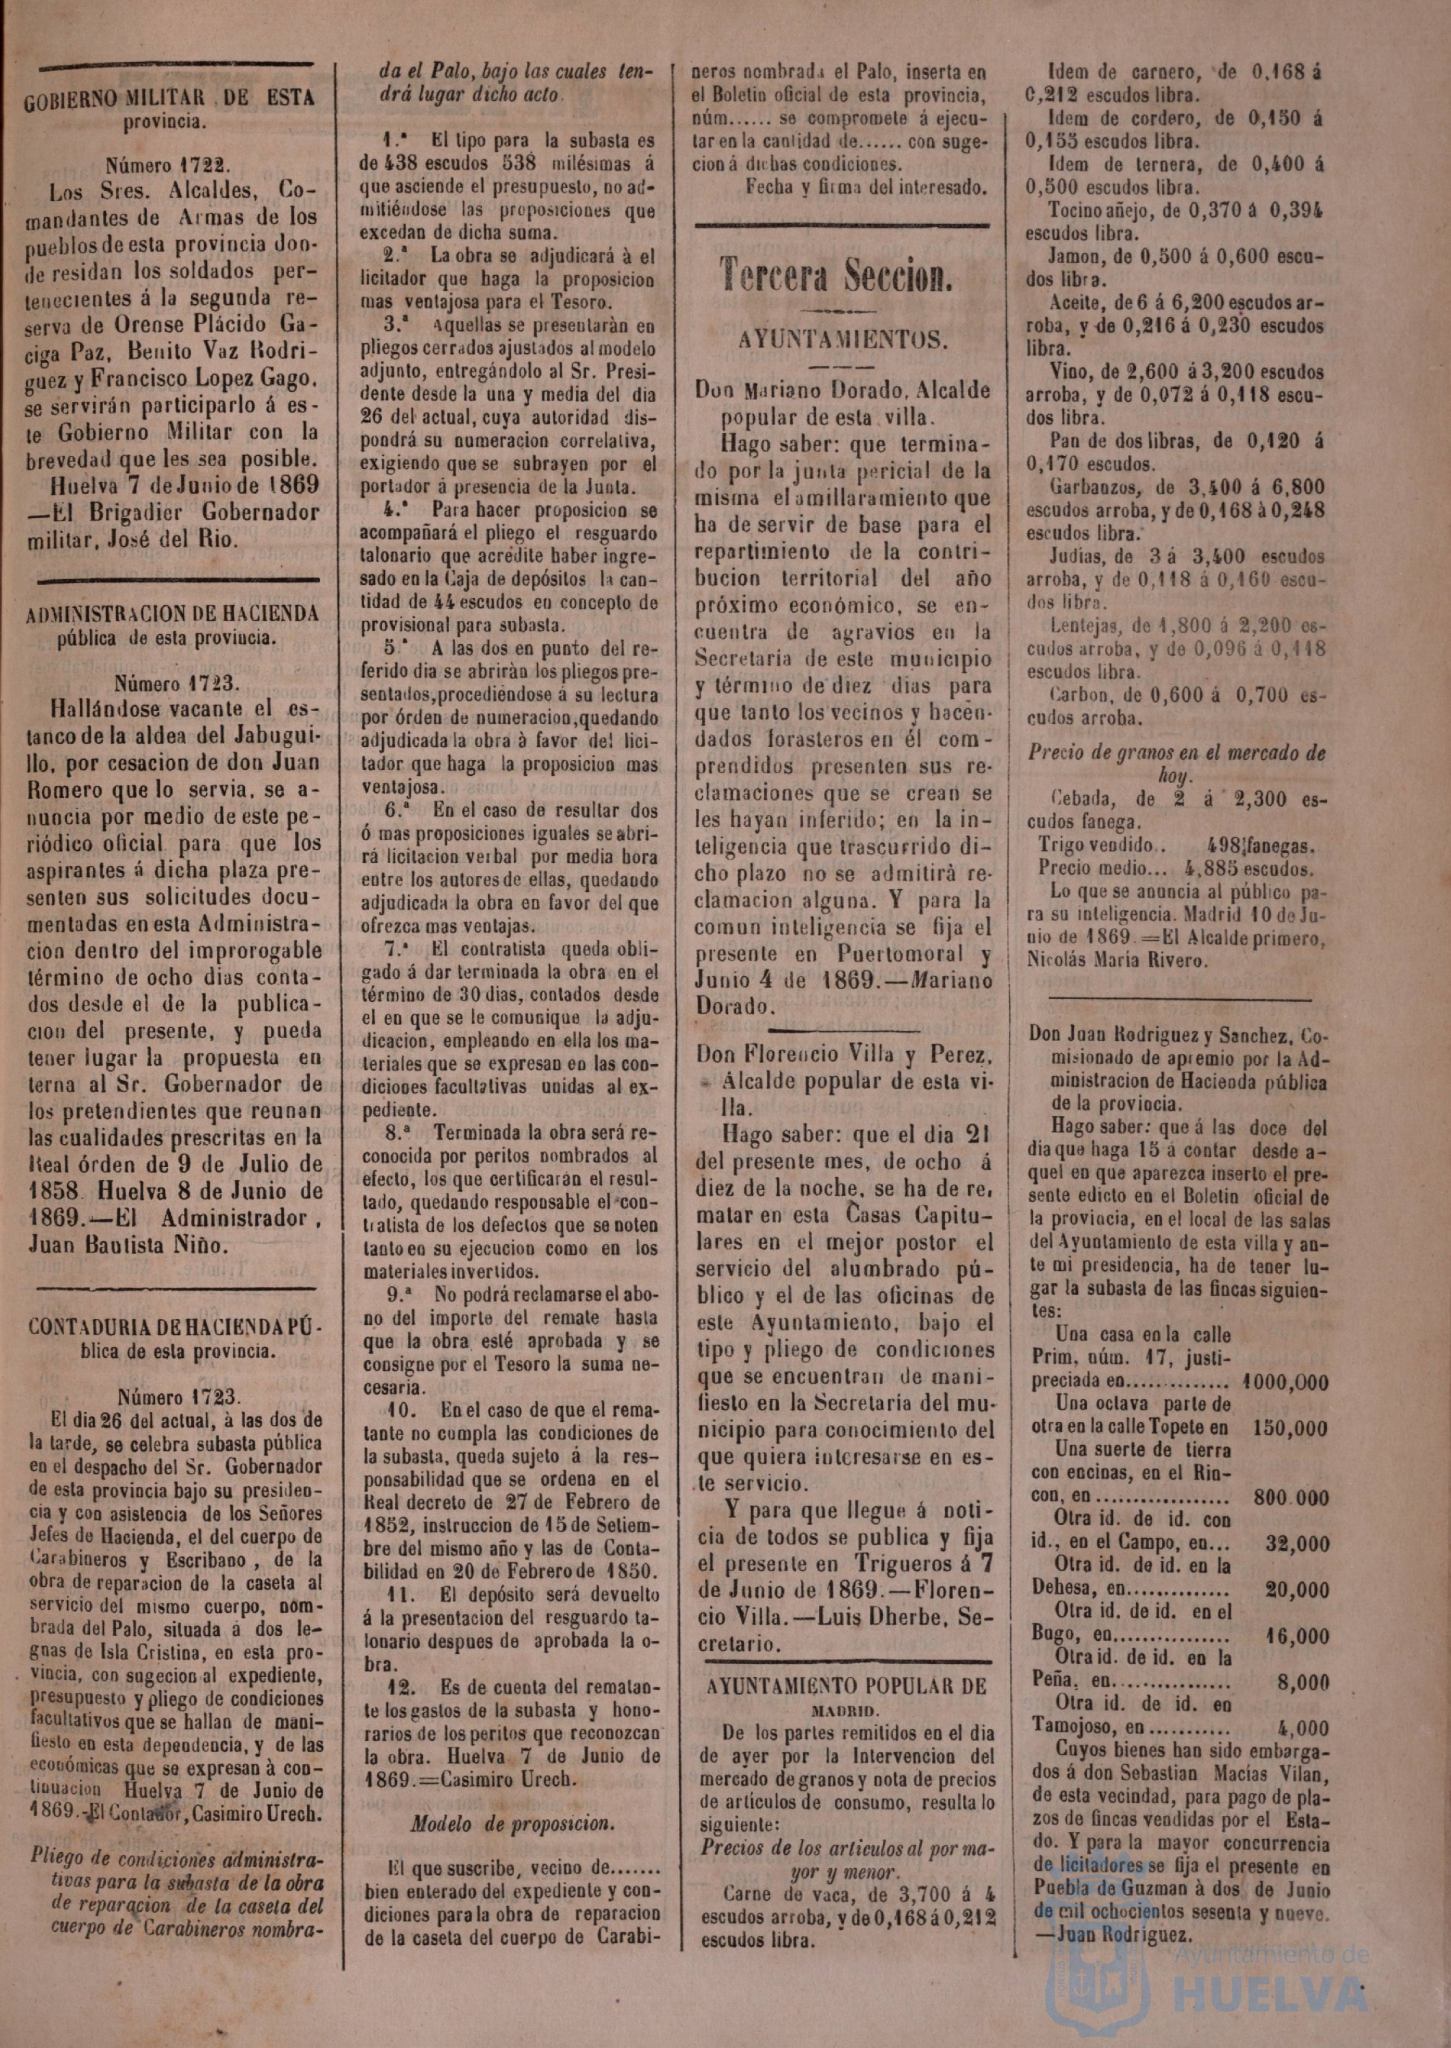 GOBIERNO MILITAR DE ESTA
provincia.
Número 1722.
Los Sres. Alcaldes, Co-
mandantes de Armas de los
pueblos de esta provincia don-
de residan los soldados per-
tenecientes á la segunda re-
serva de Orense Plácido Ga-
ciga Paz, Benito Vaz Rodri-
guez y Francisco Lopez Gago,
se servirán participarlo á es-
te Gobierno Militar con la
brevedad que les sea posible.
Huelva 7 de Junio de 1869
—El Brigadier Gobernador
militar, José del Rio.
ADMINISTRACION DE HACIENDA
pública de esta provincia.
Número 1723.
Hallándose vacante el es-
tanco de la aldea del Jabugui-
llo, por cesacion de don Juan
Romero que lo servia, se a-
nuncia por medio de este pe-
riódico oficial para que los
aspirantes á dicha plaza pre-
senten sus solicitudes docu-
mentadas en esta Administra-
cion dentro del improrogable
término de ocho dias conta-
dos desde el de la publica-
cion del presente, y pueda
tener lugar la propuesta en
terna al Sr. Gobernador de
los pretendientes que reunan
las cualidades prescritas en la
Real órden de 9 de Julio de
1858. Huelva 8 de Junio de
1869.—El Administrador,
Juan Bautista Niño.
CONTADURIA DE HACIENDA PÚ-
blica de esta provincia.
Número 1723.
El dia 26 del actual, à las dos de
la tarde, se celebra subasta pública
en el despacho del Sr. Gobernador
de esta provincia bajo su presiden-
cia y con asistencia de los Señores
Jefes de Hacienda, el del cuerpo de
Carabineros y Escribano, de la
obra de reparacion de la caseta al
servicio del mismo cuerpo, nom-
brada del Palo, situada á dos le-
guas de Isla Cristina, en esta pro-
vincia, con sugecion al expediente,
presupuesto y pliego de condiciones
facultativos que se hallan de mani-
fiesto en esta dependencia, y de las
económicas que se expresan à con-
tinuacion Huelva 7 de Junio de
1869.-El Contador, Casimiro Urech.
Pliego de condiciones administra-
tivas para la subasta de la obra
de reparacion de la caseta del
cuerpo de Carabineros nombra-
da el Palo, bajo las cuales ten-
drá lugar dicho acto.
1.ª El tipo para la subasta es
de 438 escudos 538 milésimas á
que asciende el presupuesto, no ad-
mitiéndose las proposiciones que
excedan de dicha suma.
2.ª La obra se adjudicará à el
licitador que haga la proposicion
mas ventajosa para el Tesoro.
3.ª Aquellas se presentaràn en
pliegos cerrados ajustados al modelo
adjunto, entregándolo al Sr. Presi-
dente desde la una y media del dia
26 del actual, cuya autoridad dis-
pondrá su numeracion correlativa,
exigiendo que se subrayen por el
portador á presencia de la Junta.
4.ª Para hacer proposicion se
acompañará el pliego el resguardo
talonario que acredite haber ingre-
sado en la Caja de depósitos la can-
tidad de 44 escudos en concepto de
provisional para subasta.
5.ª A las dos en punto del re-
ferido dia se abriràn los pliegos pre-
sentados, procediéndose á su lectura
por órden de numeracion, quedando
adjudicada la obra à favor del lici-
tador que haga la proposicion mas
ventajosa.
6.ª En el caso de resultar dos
ó mas proposiciones iguales se abri-
rá licitacion verbal por media hora
entre los autores de ellas, quedando
adjudicada la obra en favor del que
ofrezca mas ventajas.
7.ª El contratista queda obli-
gado á dar terminada la obra en el
término de 30 dias, contados desde
el en que se le comunique la adju-
dicacion, empleando en ella los ma-
teriales que se expresan en las con-
diciones facultativas unidas al ex-
pediente.
8.ª Terminada la obra será re-
conocida por peritos nombrados al
efecto, los que certificarán el resul-
tado, quedando responsable el con-
tratista de los defectos que se noten
tanto en su ejecucion como en los
materiales invertidos.
9.ª No podrá reclamarse el abo-
no del importe del remate hasta
que la obra esté aprobada y se
consigne por el Tesoro la suma ne-
cesaria.
10. En el caso de que el rema-
tante no cumpla las condiciones de
la subasta, queda sujeto á la res-
ponsabilidad que se ordena en el
Real decreto de 27 de Febrero de
1852, instruccion de 15 de Setiem-
bre del mismo año y las de Conta-
bilidad en 20 de Febrero de 1850.
11. El depósito será devuelto
á la presentacion del resguardo ta-
lonario despues de aprobada la o-
bra.
12. Es de cuenta del rematan-
te los gastos de la subasta y hono-
rarios de los peritos que reconozcan
la obra. Huelva 7 de Junio de
1869.=Casimiro Urech.
Modelo de proposicion.
El que suscribe, vecino de.......
bien enterado del expediente y con-
diciones para la obra de reparacion
de la caseta del cuerpo de Carabi-
neros nombrada el Palo, inserta en
el Boletin oficial de esta provincia,
núm...... se compromete á ejecu-
tar en la cantidad de...... con suge-
cion á dichas condiciones.
Fecha y firma del interesado.
Tercera Seccion.
AYUNTAMIENTOS.
Don Mariano Dorado, Alcalde
popular de esta villa.
Hago saber: que termina-
do por la junta pericial de la
misma el amillaramiento que
ha de servir de base para el
repartimiento de la contri-
bucion territorial del año
próximo económico, se en-
cuentra de agravios en la
Secretaría de este municipio
y término de diez dias para
que tanto los vecinos y hacen-
dados forasteros en él com-
prendidos presenten sus re-
clamaciones que se crean se
les hayan inferido; en la in-
teligencia que trascurrido di-
cho plazo no se admitirà re-
clamacion alguna. Y para la
comun inteligencia se fija el
presente en Puertomoral y
Junio 4 de 1869.—Mariano
Dorado.
Don Florencio Villa y Perez,
Alcalde popular de esta vi-
lla.
Hago saber: que el dia 21
del presente mes, de ocho á
diez de la noche, se ha de re,
matar en esta Casas Capitu-
lares en el mejor postor el
servicio del alumbrado pú-
blico y el de las oficinas de
este Ayuntamiento, bajo el
tipo y pliego de condiciones
que se encuentran de mani-
fiesto en la Secretaría del mu-
nicipio para conocimiento del
que quiera interesarse en es-
te servicio.
Y para que llegue á noti-
cia de todos se publica y fija
el presente en Trigueros á 7
de Junio de 1869.—Floren-
cio Villa.—Luis Dherbe, Se-
cretario.
AYUNTAMIENTO POPULAR DE
MADRID.
De los partes remitidos en el dia
de ayer por la Intervencion del
mercado de granos y nota de precios
de artículos de consumo, resulta lo
siguiente:
Precios de los articulos al por ma-
yor y menor.
Carne de vaca, de 3,700 á 4
escudos arroba, y de 0,168 á 0,212
escudos libra.
Idem de carnero, de 0,168 á
0,212 escudos libra.
Idem de cordero, de 0,150 á
0,155 escudos libra.
Idem de ternera, de 0,400 á
0,500 escudos libra.
Tocino añejo, de 0,370 á 0,394
escudos libra.
Jamon, de 0,500 á 0,600 escu-
dos libra.
Aceite, de 6 á 6,200 escudos ar-
roba, y de 0,216 á 0,230 escudos
libra.
Vino, de 2,600 á 3,200 escudos
arroba, y de 0,072 á 0,118 escu-
dos libra.
Pan de dos libras, de 0,120 á
0,170 escudos.
Garbanzos, de 3,400 á 6,800
escudos arroba, y de 0,168 à 0,248
escudos libra.
Judias, de 3 á 3,400 escudos
arroba, y de 0,118 á 0,160 escu-
dos libra.
Lentejas, de 1,800 á 2,200 es-
cudos arroba, y de 0,096 á 0,118
escudos libra.
Carbon, de 0,600 á 0,700 es-
cudos arroba.
Precio de granos en el mercado de
hoy.
Cebada, de 2 á 2,300 es-
cudos fanega.
Trigo vendido.. 498 fanegas.
Precio medio... 4,885 escudos.
Lo que se anuncia al público pa-
ra su inteligencia. Madrid 10 de Ju-
nio de 1869.=El Alcalde primero,
Nicolás María Rivero.
Don Juan Rodriguez y Sanchez, Co-
misionado de apremio por la Ad-
ministracion de Hacienda pública
de la provincia.
Hago saber: que á las doce del
dia que haga 15 á contar desde a-
quel en que aparezca inserto el pre-
sente edicto en el Boletin oficial de
la provincia, en el local de las salas
del Ayuntamiento de esta villa y an-
te mi presidencia, ha de tener lu-
gar la subasta de las fincas siguien-
tes:
Una casa en la calle
Prim, núm. 17, justi-
preciada en.............. 1000,000
Una octava parte de
otra en la calle Topete en 150,000
Una suerte de tierra
con encinas, en el Rin-
con, en .................. 800.000
Otra id. de id. con
id., en el Campo, en... 32,000
Otra id. de id. en la
Dehesa, en.............. 20,000
Otra id. de id. en el
Bugo, en................ 16,000
Otra id. de id. en la
Peña, en................ 8,000
Otra id. de id. en
Tamojoso, en........... 4,000
Cuyos bienes han sido embarga-
dos á don Sebastian Macías Vilan,
de esta vecindad, para pago de pla-
zos de fincas vendidas por el Esta-
do. Y para la mayor concurrencia
de licitadores se fija el presente en
Puebla de Guzman à dos de Junio
de mil ochocientos sesenta y nueve.
—Juan Rodriguez.
Ayuntamiento de
HUELVA